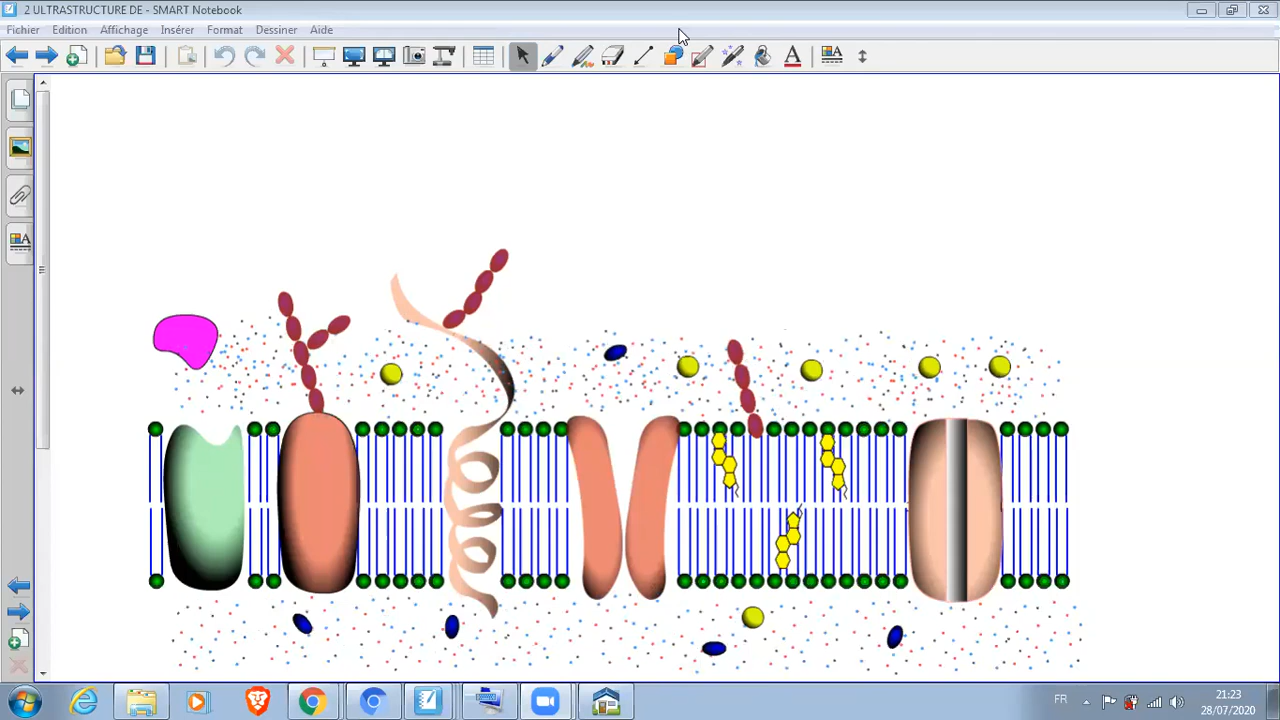 2 ULTRASTRUCTURE DE - SMART Notebook
Fichier Edition Affichage Insérer Format Dessiner Aide
FR
21:23
28/07/2020